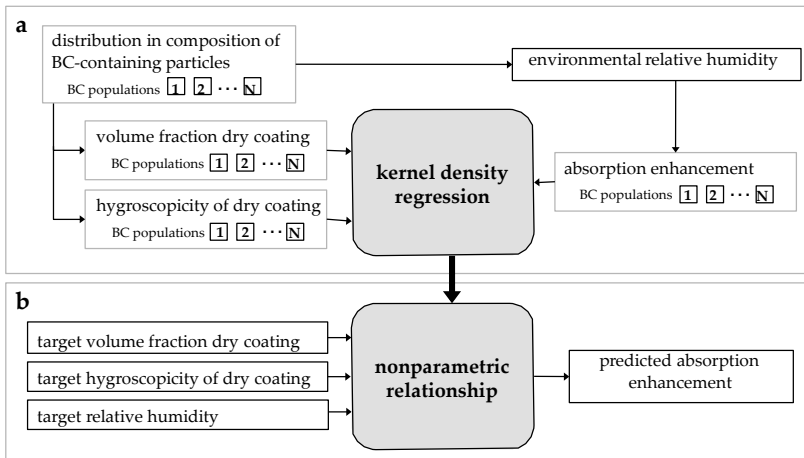 a
distribution in composition of
BC-containing particles
BC populations 1 2 ··· N
environmental relative humidity
volume fraction dry coating
BC populations 1 2 ··· N
kernel density
regression
absorption enhancement
BC populations 1 2 ··· N
hygroscopicity of dry coating
BC populations 1 2 ··· N
b
target volume fraction dry coating
target hygroscopicity of dry coating
target relative humidity
nonparametric
relationship
predicted absorption
enhancement